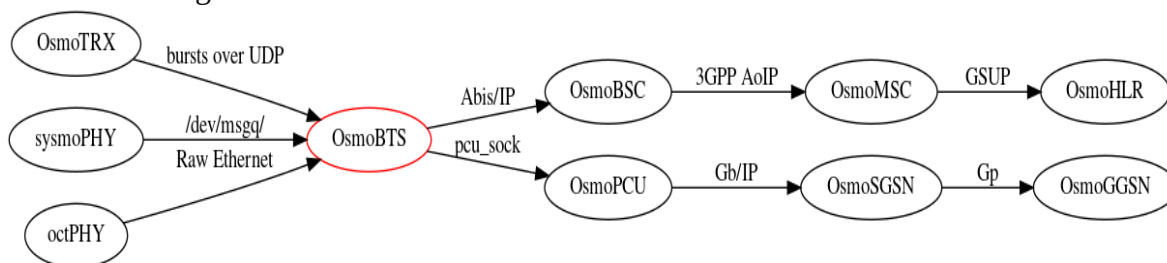 OsmoTRX
bursts over UDP
sysmoPHY
/dev/msgq/
Raw Ethernet
octPHY
OsmoBTS
Abis/IP
pcu_sock
OsmoBSC
3GPP AoIP
OsmoMSC
GSUP
OsmoHLR
OsmoPCU
Gb/IP
OsmoSGSN
Gp
OsmoGGSN